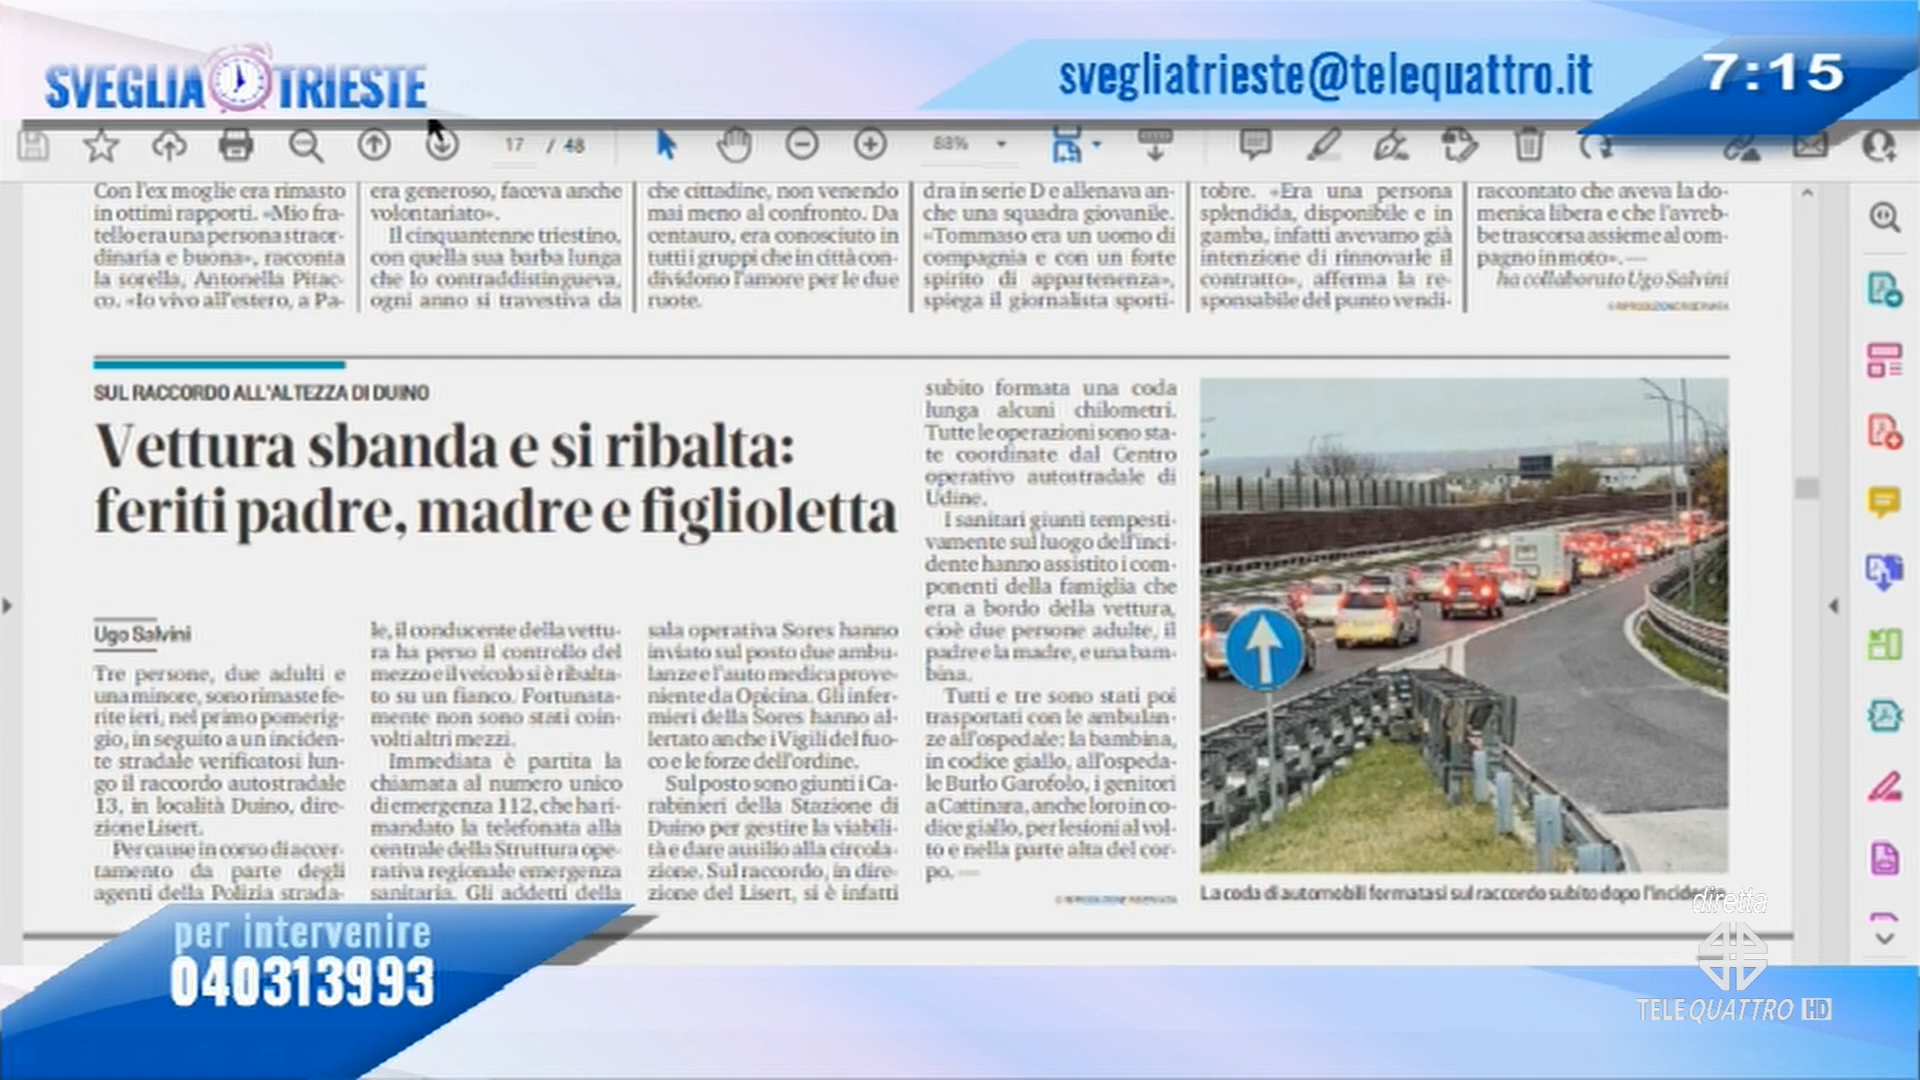 SVEGLIA TRIESTE
svegliatrieste@telequattro.it
7:15
17 / 48
88%
Con l'ex moglie era rimasto
in ottimi rapporti. «Mio fra-
tello era una persona straor-
dinaria e buona», racconta
la sorella, Antonella Pitac-
co. «Io vivo all'estero, a Pa-
era generoso, faceva anche
volontariato».
Il cinquantenne triestino,
con quella sua barba lunga
che lo contraddistingueva,
ogni anno si travestiva da
che cittadine, non venendo
mai meno al confronto. Da
centauro, era conosciuto in
tutti i gruppi che in città con-
dividono l'amore per le due
ruote.
dra in serie D e allenava an-
che una squadra giovanile.
«Tommaso era un uomo di
compagnia e con un forte
spirito di appartenenza»,
spiega il giornalista sporti-
tobre. «Era una persona
splendida, disponibile e in
gamba, infatti avevamo già
intenzione di rinnovarle il
contratto», afferma la re-
sponsabile del punto vendi-
raccontato che aveva la do-
menica libera e che l'avreb-
be trascorsa assieme al com-
pagno in moto».—
ha collaborato Ugo Salvini
SUL RACCORDO ALL'ALTEZZA DI DUINO
Vettura sbanda e si ribalta:
feriti padre, madre e figlioletta
Ugo Salvini
Tre persone, due adulti e
una minore, sono rimaste fe-
rite ieri, nel primo pomerig-
gio, in seguito a un inciden-
te stradale verificatosi lun-
go il raccordo autostradale
13, in località Duino, dire-
zione Lisert.
Per cause in corso di accer-
tamento da parte degli
agenti della Polizia strada-
le, il conducente della vettu-
ra ha perso il controllo del
mezzo e il veicolo si è ribalta-
to su un fianco. Fortunata-
mente non sono stati coin-
volti altri mezzi.
Immediata è partita la
chiamata al numero unico
di emergenza 112, che ha ri-
mandato la telefonata alla
centrale della Struttura ope-
rativa regionale emergenza
sanitaria. Gli addetti della
sala operativa Sores hanno
inviato sul posto due ambu-
lanze e l'auto medica prove-
niente da Opicina. Gli infer-
mieri della Sores hanno al-
lertato anche i Vigili del fuo-
co e le forze dell'ordine.
Sul posto sono giunti i Ca-
rabinieri della Stazione di
Duino per gestire la viabili-
tà e dare ausilio alla circola-
zione. Sul raccordo, in dire-
zione del Lisert, si è infatti
subito formata una coda
lunga alcuni chilometri.
Tutte le operazioni sono sta-
te coordinate dal Centro
operativo autostradale di
Udine.
I sanitari giunti tempesti-
vamente sul luogo dell'inci-
dente hanno assistito i com-
ponenti della famiglia che
era a bordo della vettura,
cioè due persone adulte, il
padre e la madre, e una bam-
bina.
Tutti e tre sono stati poi
trasportati con le ambulan-
ze all'ospedale: la bambina,
in codice giallo, all'ospeda-
le Burlo Garofolo, i genitori
a Cattinara, anche loro in co-
dice giallo, per lesioni al vol-
to e nella parte alta del cor-
po. —
La coda di automobili formatasi sul raccordo subito dopo
diretta
per intervenire
040313993
TELEQUATTRO HD